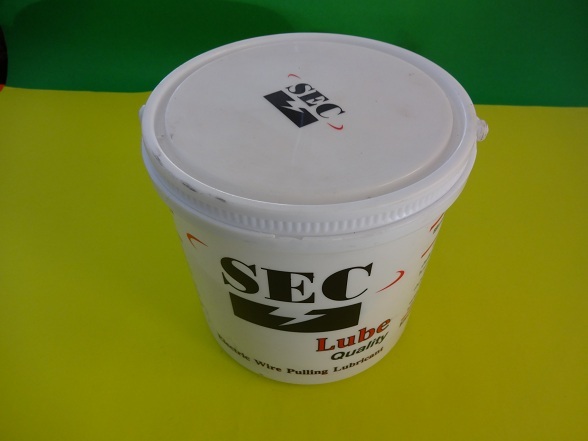 SEC
SEC
Lube
Quality
Electric Wire Pulling Lubricant